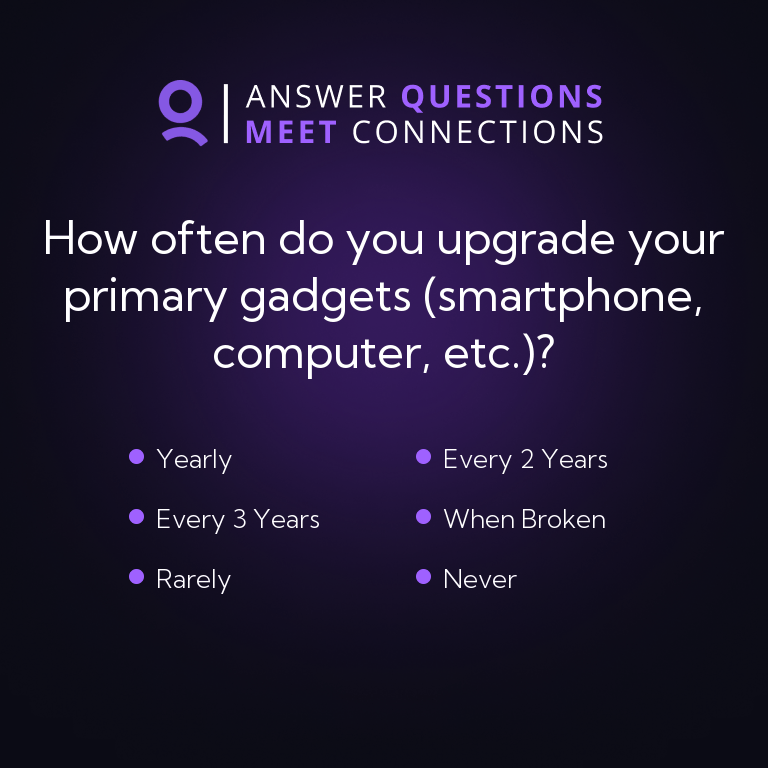 ANSWER QUESTIONS
MEET CONNECTIONS
How often do you upgrade your
primary gadgets (smartphone,
computer, etc.)?
Yearly
Every 2 Years
Every 3 Years
When Broken
Rarely
Never